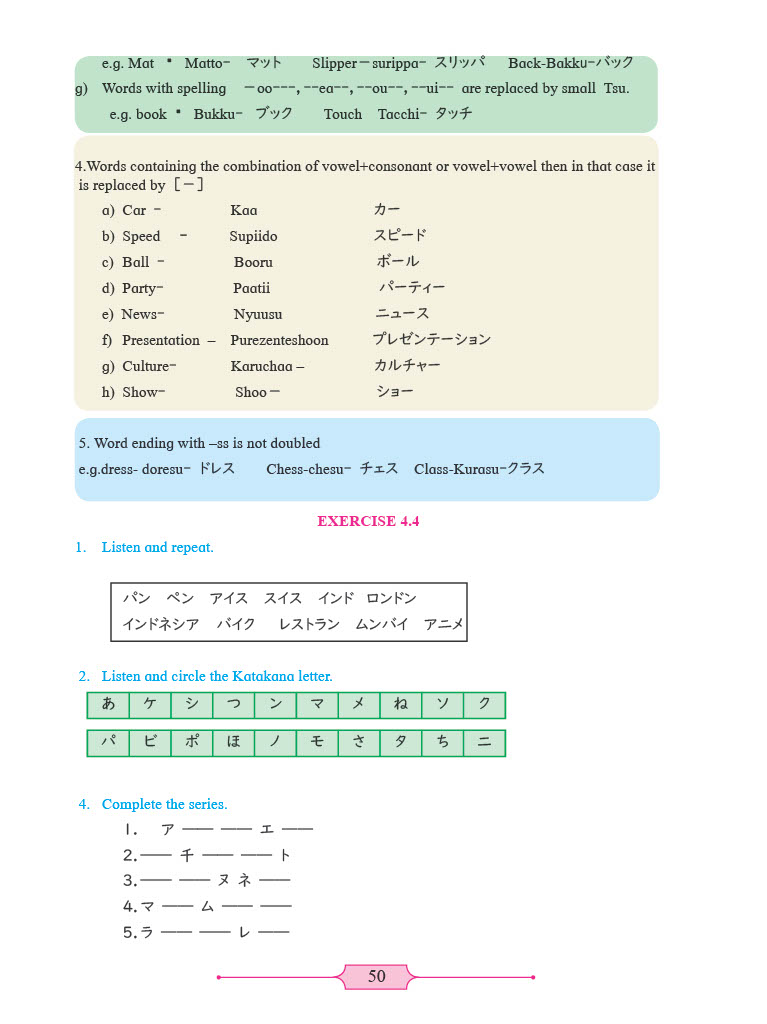 e.g. Mat ▪ Matto- マット Slipper－surippa- スリッパ Back-Bakku-バック
g) Words with spelling －oo---, --ea--, --ou--, --ui-- are replaced by small Tsu.
e.g. book ▪ Bukku- ブック Touch Tacchi- タッチ
4.Words containing the combination of vowel+consonant or vowel+vowel then in that case it
is replaced by［－］
a) Car - Kaa カー
b) Speed - Supiido スピード
c) Ball - Booru ボール
d) Party- Paatii パーティー
e) News- Nyuusu ニュース
f) Presentation – Purezenteshoon プレゼンテーション
g) Culture- Karuchaa – カルチャー
h) Show- Shoo－ ショー
5. Word ending with –ss is not doubled
e.g.dress- doresu- ドレス Chess-chesu- チェス Class-Kurasu-クラス
EXERCISE 4.4
1. Listen and repeat.
パン ペン アイス スイス インド ロンドン
インドネシア バイク レストラン ムンバイ アニメ
2. Listen and circle the Katakana letter.
あ ケ シ つ ン マ メ ね ソ ク
パ ビ ポ ほ ノ モ さ タ ち ニ
4. Complete the series.
1. ア —— —— エ ——
2. —— チ —— —— ト
3. —— —— ヌ ネ ——
4. マ —— ム —— ——
5. ラ —— —— レ ——
50